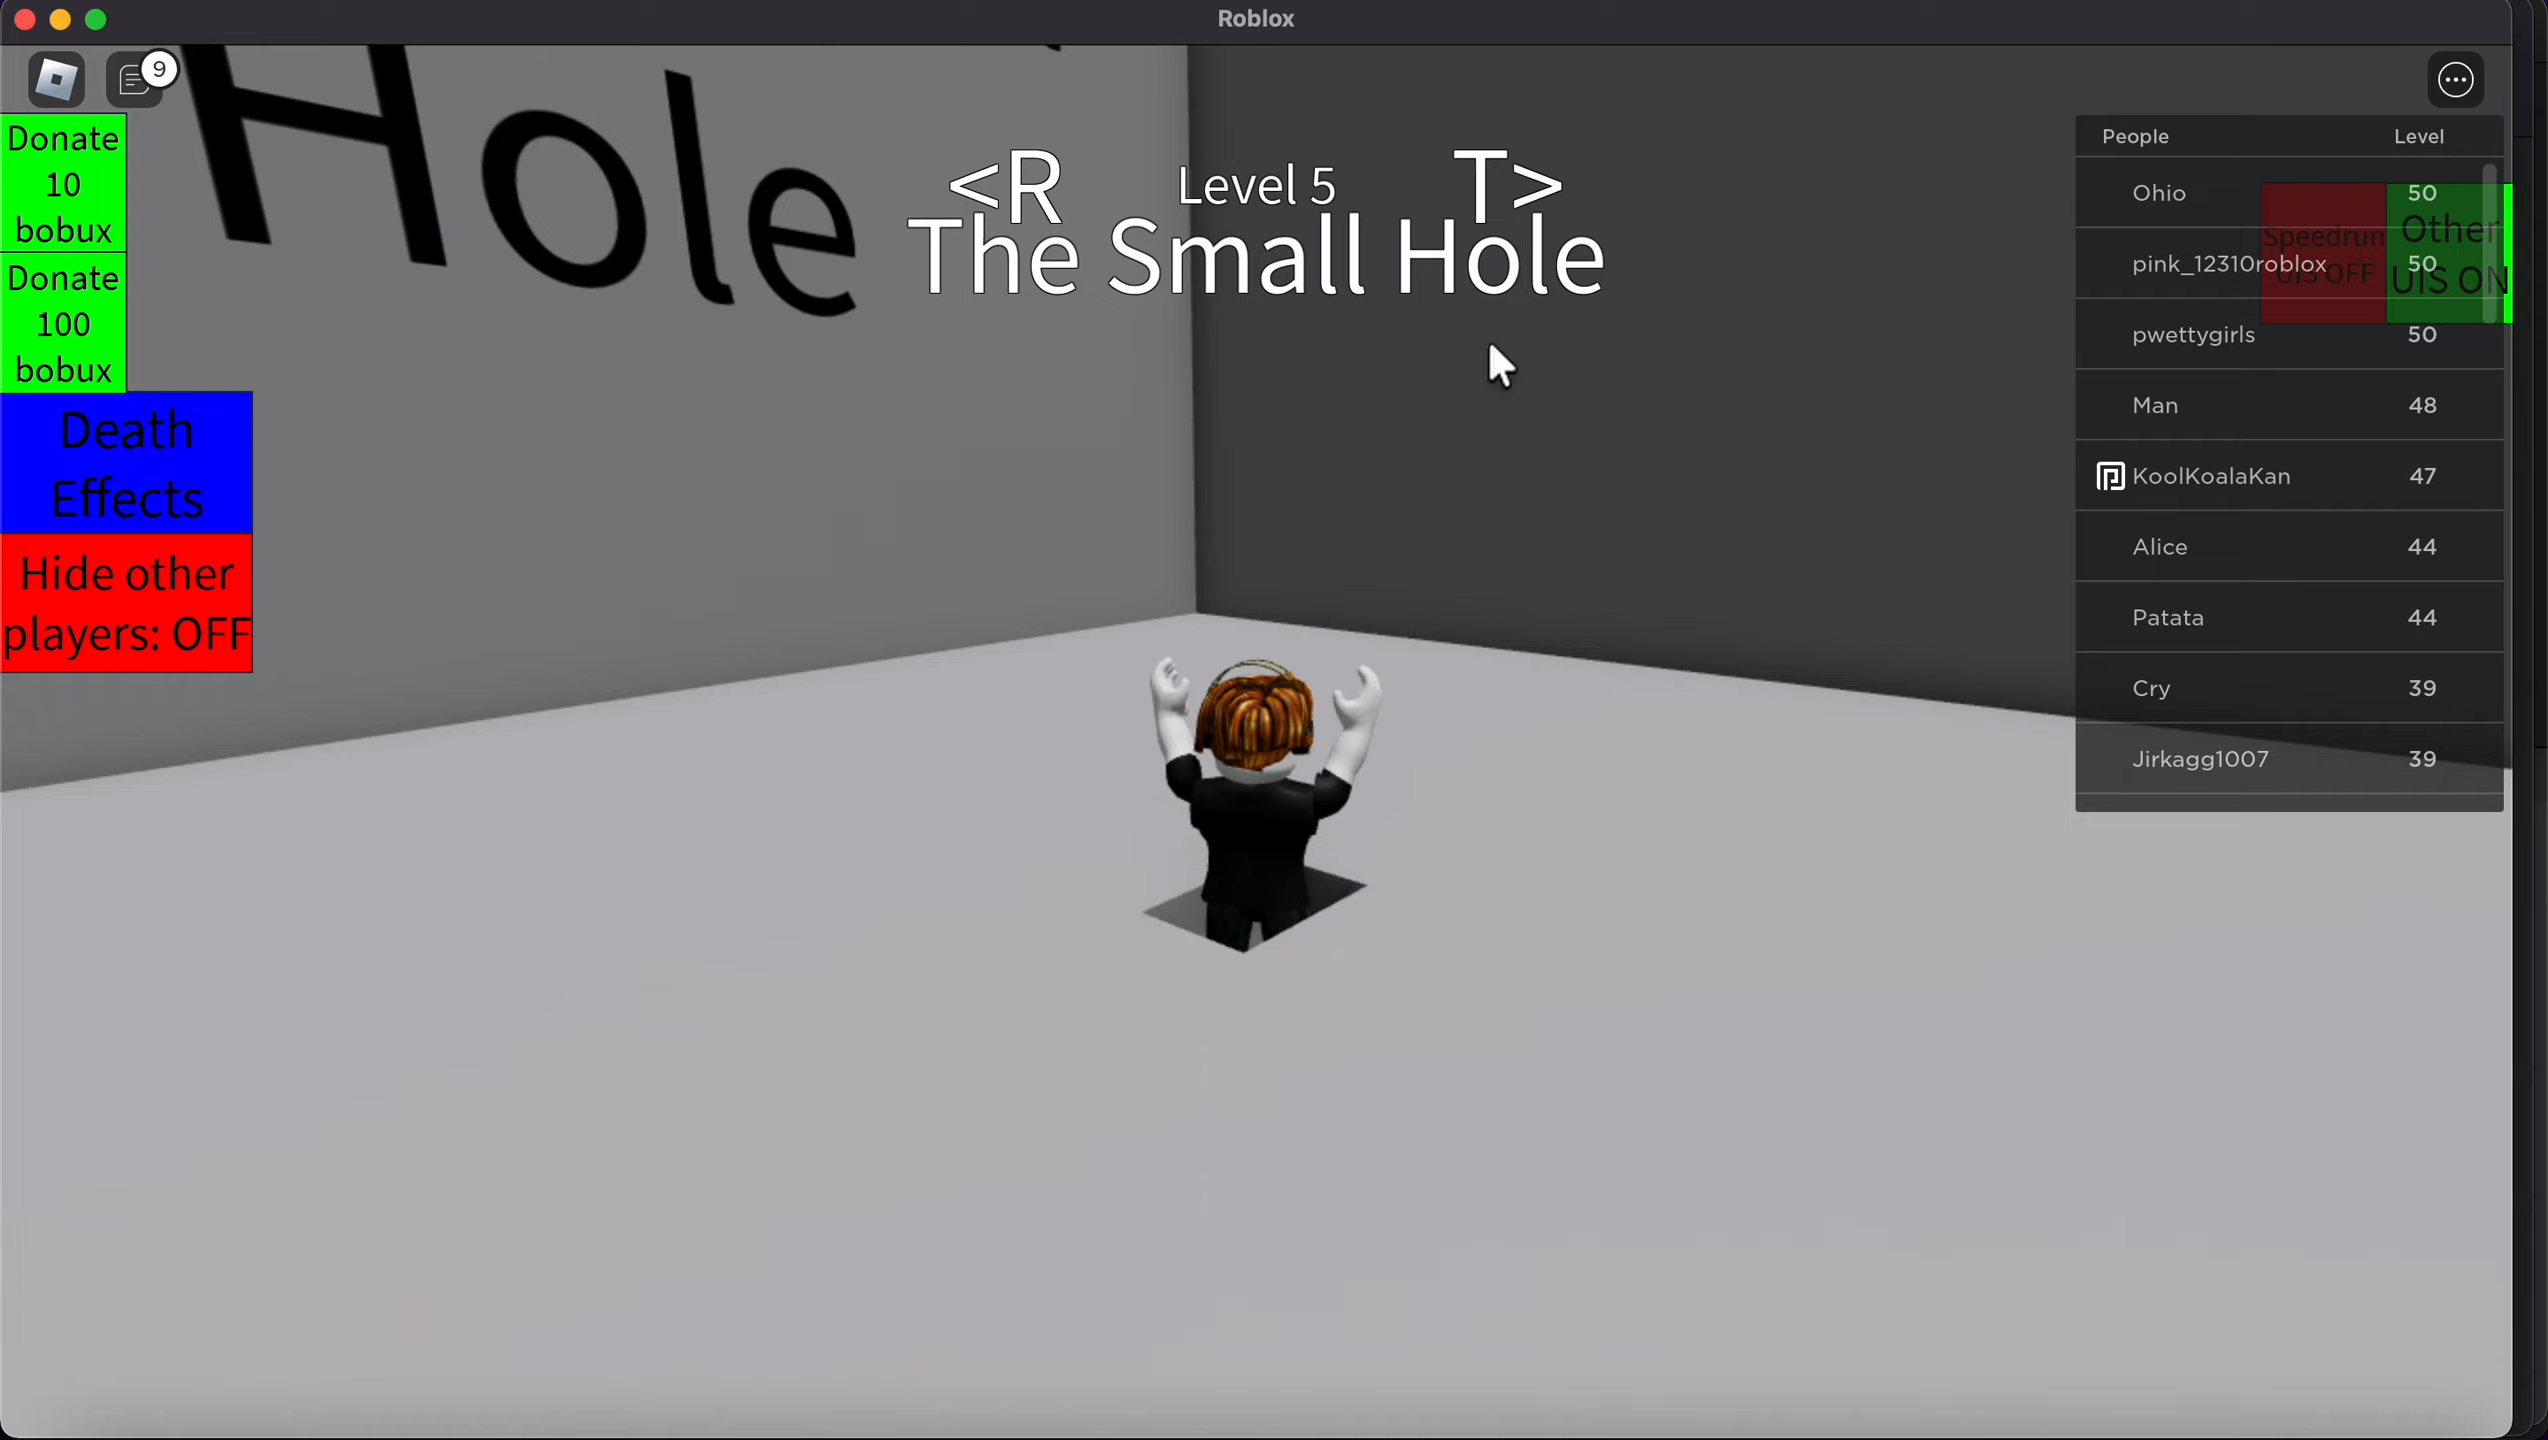 Roblox
9
Hole
Donate
10
bobux
Donate
100
bobux
Death
Effects
Hide other
players: OFF
<R Level 5 T>
The Small Hole
People Level
Ohio 50
pink_12310roblox 50
pwettygirls 50
Man 48
KoolKoalaKan 47
Alice 44
Patata 44
Cry 39
Jirkagg1007 39
Speedrun
UIS OFF
Other
UIS ON